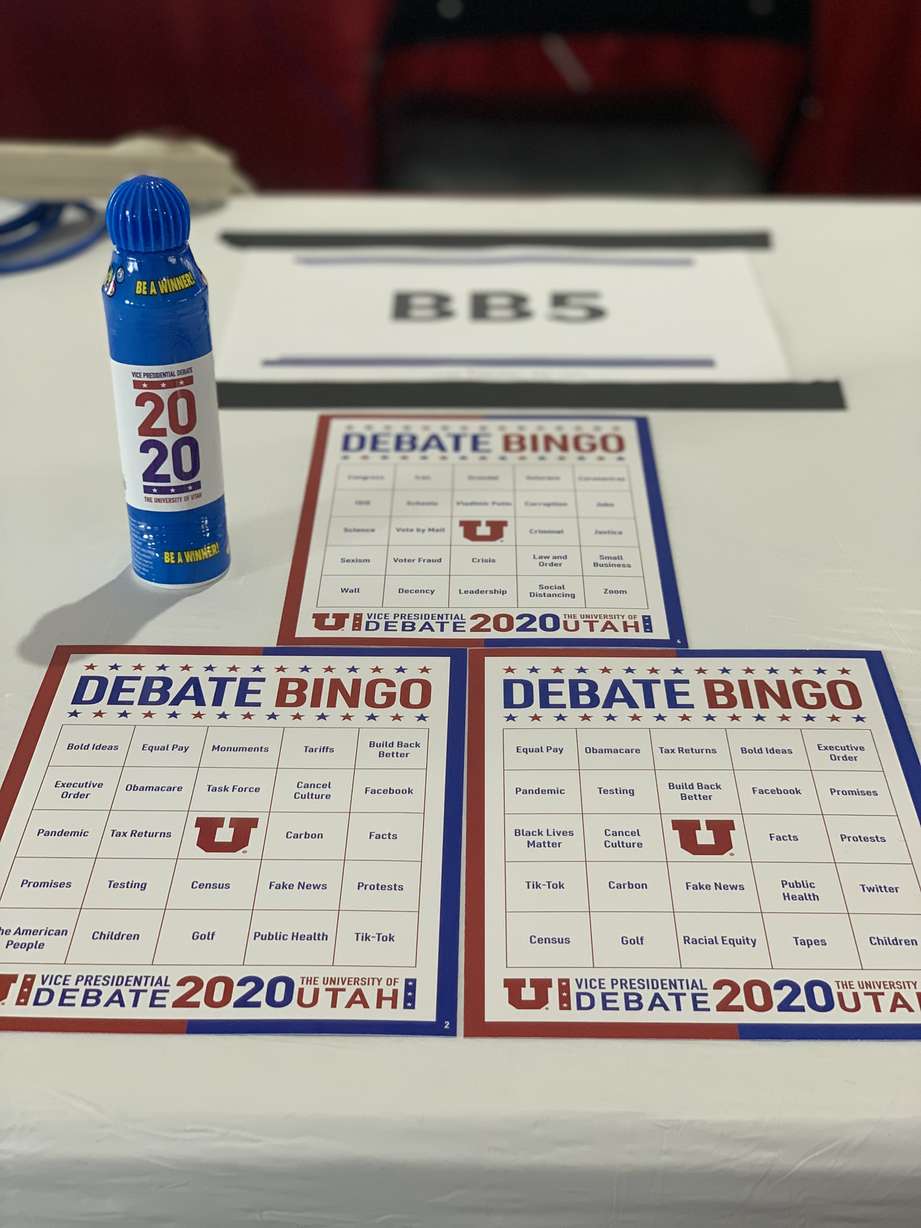 BE A WINNER!
VICE PRESIDENTIAL DEBATE
20
20
THE UNIVERSITY OF UTAH
BE A WINNER!
BB5
DEBATE BINGO
Congress Iran Veterans Coronavirus
ISIS Schools Vladimir Putin Corruption Jobs
Science Vote by Mail U Criminal Justice
Sexism Voter Fraud Crisis Law and Order Small Business
Wall Decency Leadership Social Distancing Zoom
U VICE PRESIDENTIAL DEBATE 2020 THE UNIVERSITY OF UTAH
DEBATE BINGO
Bold Ideas Equal Pay Monuments Tariffs Build Back Better
Executive Order Obamacare Task Force Cancel Culture Facebook
Pandemic Tax Returns U Carbon Facts
Promises Testing Census Fake News Protests
he American People Children Golf Public Health Tik-Tok
U VICE PRESIDENTIAL DEBATE 2020 THE UNIVERSITY OF UTAH
2
DEBATE BINGO
Equal Pay Obamacare Tax Returns Bold Ideas Executive Order
Pandemic Testing Build Back Better Facebook Promises
Black Lives Matter Cancel Culture U Facts Protests
Tik-Tok Carbon Fake News Public Health Twitter
Census Golf Racial Equity Tapes Children
U VICE PRESIDENTIAL DEBATE 2020 THE UNIVERSITY UTA